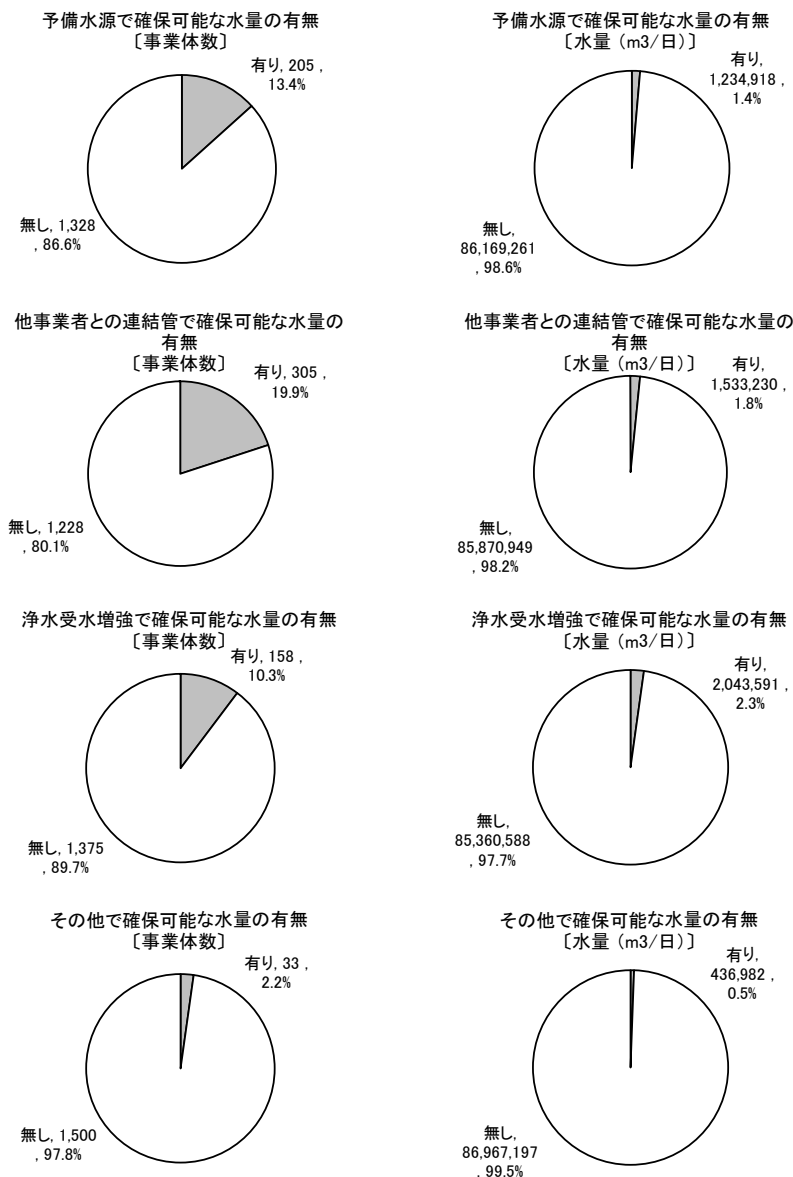 予備水源で確保可能な水量の有無
〔事業体数〕
有り, 205 ,
13.4%
無し, 1,328
, 86.6%
予備水源で確保可能な水量の有無
〔水量（m3/日）〕
有り,
1,234,918 ,
1.4%
無し,
86,169,261
, 98.6%
他事業者との連結管で確保可能な水量の
有無
〔事業体数〕
有り, 305 ,
19.9%
無し, 1,228
, 80.1%
他事業者との連結管で確保可能な水量の
有無
〔水量（m3/日）〕
有り,
1,533,230 ,
1.8%
無し,
85,870,949
, 98.2%
浄水受水増強で確保可能な水量の有無
〔事業体数〕
有り, 158 ,
10.3%
無し, 1,375
, 89.7%
浄水受水増強で確保可能な水量の有無
〔水量（m3/日）〕
有り,
2,043,591 ,
2.3%
無し,
85,360,588
, 97.7%
その他で確保可能な水量の有無
〔事業体数〕
有り, 33 ,
2.2%
無し, 1,500
, 97.8%
その他で確保可能な水量の有無
〔水量（m3/日）〕
有り,
436,982 ,
0.5%
無し,
86,967,197
, 99.5%